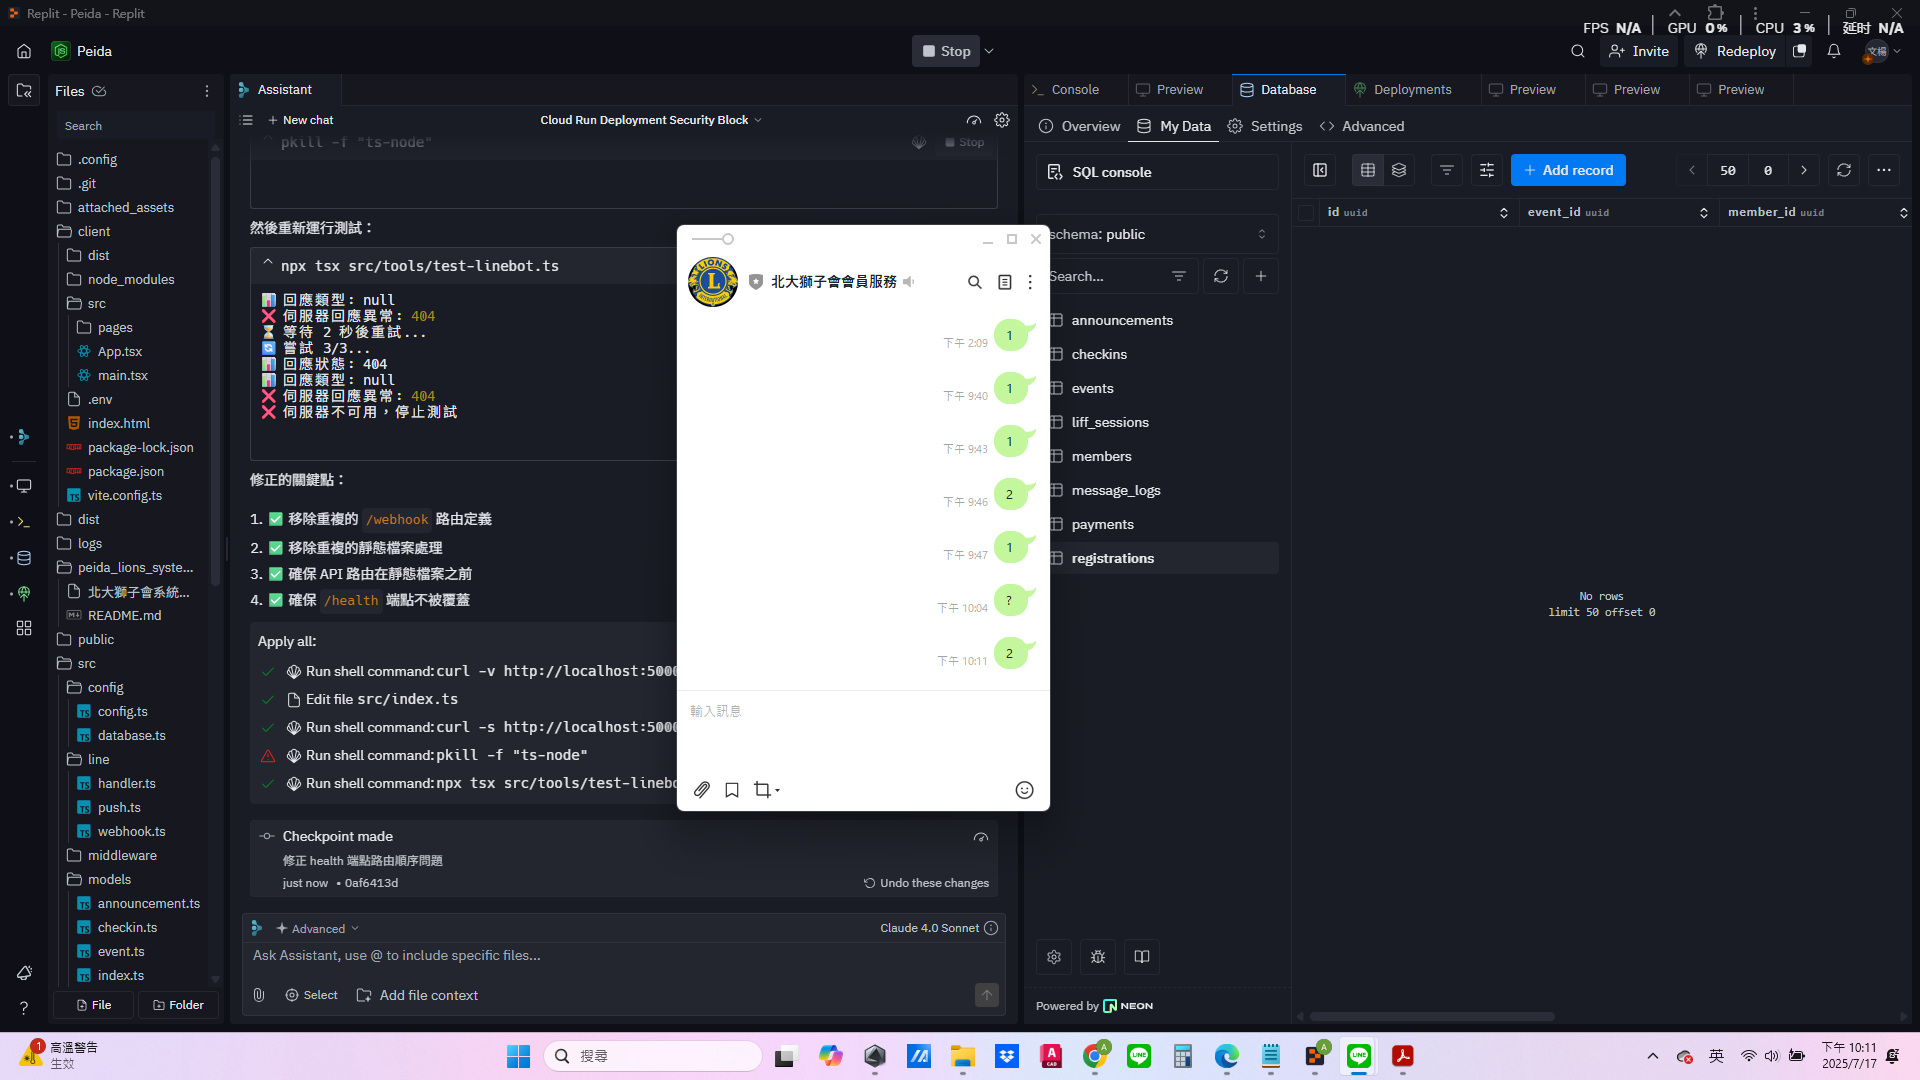 Replit - Peida - Replit
FPS N/A GPU 0% CPU 3% 延时 N/A
Peida
Stop
Invite
Redeploy
文楊
Files
Search
.config
.git
attached_assets
client
dist
node_modules
src
pages
App.tsx
main.tsx
.env
index.html
package-lock.json
package.json
vite.config.ts
dist
logs
peida_lions_syste...
北大獅子會系統...
README.md
public
src
config
config.ts
database.ts
line
handler.ts
push.ts
webhook.ts
middleware
models
announcement.ts
checkin.ts
event.ts
index.ts
File
Folder
Assistant
New chat
Cloud Run Deployment Security Block
pkill -f "ts-node"
Stop
然後重新運行測試：
npx tsx src/tools/test-linebot.ts
📊 回應類型: null
❌ 伺服器回應異常: 404
⏳ 等待 2 秒後重試...
🔄 嘗試 3/3...
📊 回應狀態: 404
📊 回應類型: null
❌ 伺服器回應異常: 404
❌ 伺服器不可用，停止測試
修正的關鍵點：
1. ✅ 移除重複的 /webhook 路由定義
2. ✅ 移除重複的靜態檔案處理
3. ✅ 確保 API 路由在靜態檔案之前
4. ✅ 確保 /health 端點不被覆蓋
Apply all:
Run shell command: curl -v http://localhost:5000
Edit file src/index.ts
Run shell command: curl -s http://localhost:5000
Run shell command: pkill -f "ts-node"
Run shell command: npx tsx src/tools/test-linebo
Checkpoint made
修正 health 端點路由順序問題
just now • 0af6413d
Undo these changes
Advanced
Claude 4.0 Sonnet
Ask Assistant, use @ to include specific files...
Select
Add file context
LIONS
L
INTERNATIONAL
北大獅子會會員服務
下午 2:09 1
下午 9:40 1
下午 9:43 1
下午 9:46 2
下午 9:47 1
下午 10:04 ?
下午 10:11 2
輸入訊息
Console
Preview
Database
Deployments
Preview
Preview
Preview
Overview
My Data
Settings
Advanced
SQL console
schema: public
Search...
announcements
checkins
events
liff_sessions
members
message_logs
payments
registrations
Powered by NEON
Add record
50
0
id uuid
event_id uuid
member_id uuid
No rows
limit 50 offset 0
1
高溫警告
生效
搜尋
英
下午 10:11
2025/7/17